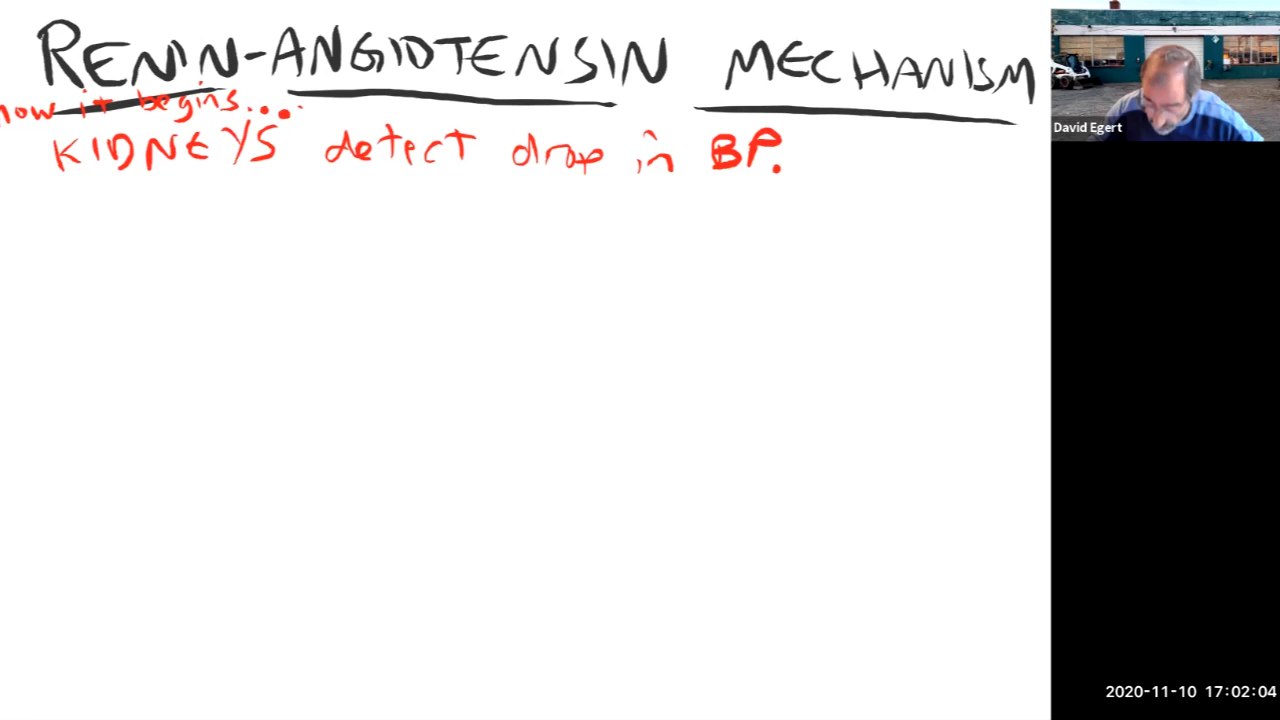 RENIN-ANGIOTENSIN MECHANISM
how it begins....
KIDNEYS detect drop in BP.
David Egert
2020-11-10 17:02:04